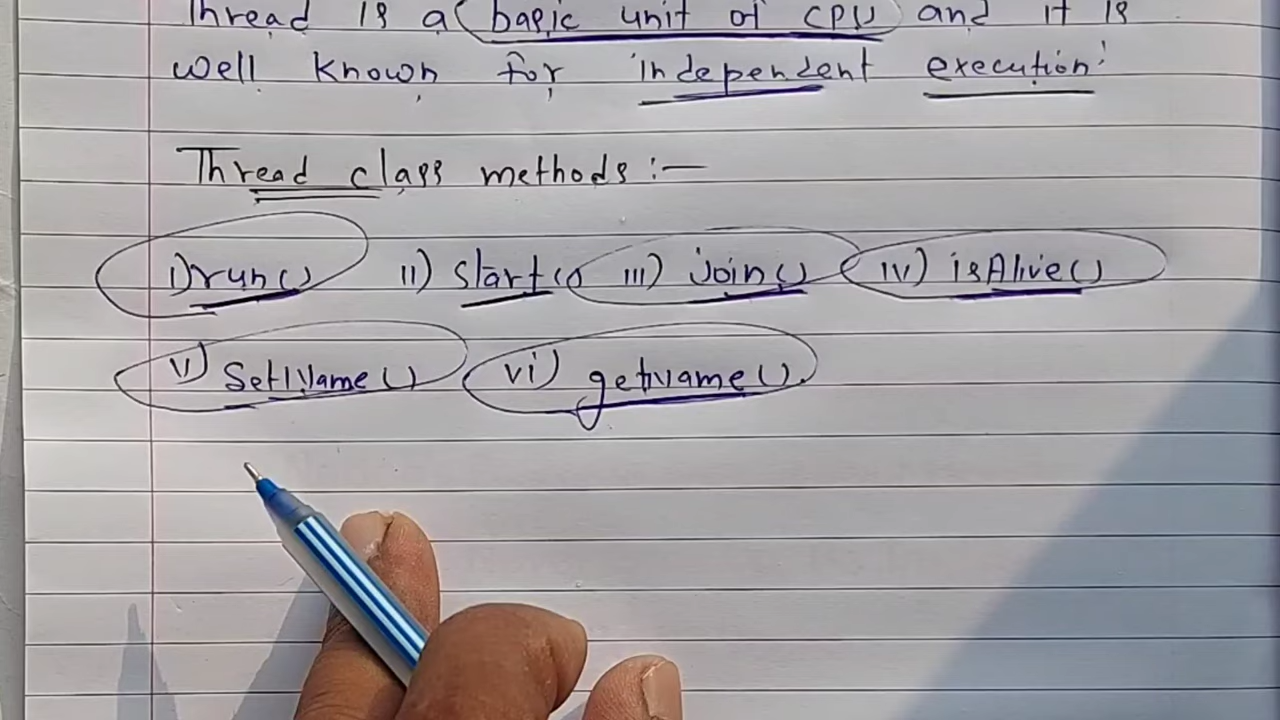 Thread is a basic unit of CPU and it is
well known for independent execution.
Thread class methods :-
i) run() ii) start() iii) join() iv) isAlive()
v) SetName() vi) getName().